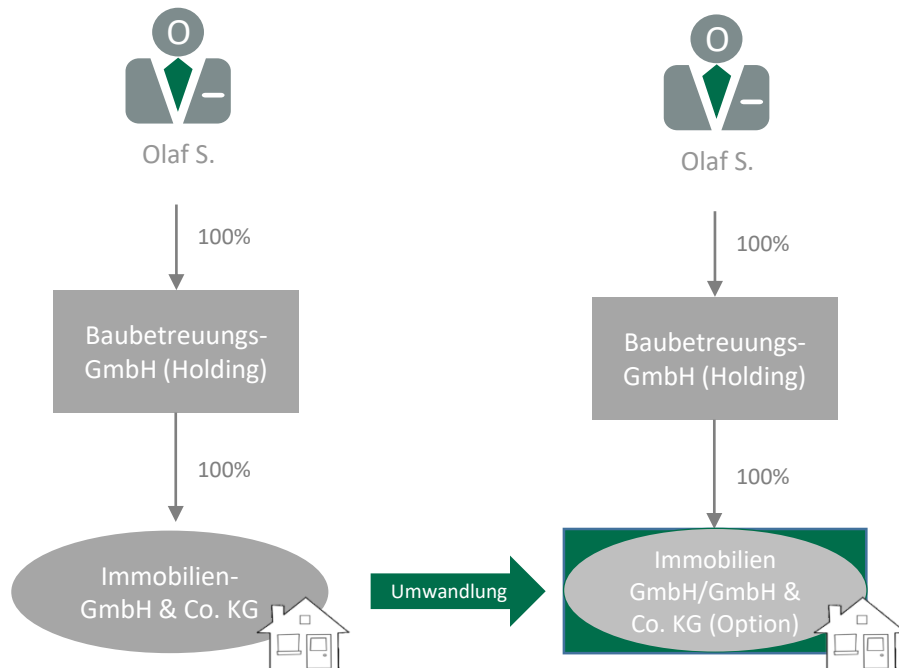 O
Olaf S.
100%
Baubetreuungs-
GmbH (Holding)
100%
Immobilien-
GmbH & Co. KG
Umwandlung
O
Olaf S.
100%
Baubetreuungs-
GmbH (Holding)
100%
Immobilien
GmbH/GmbH &
Co. KG (Option)